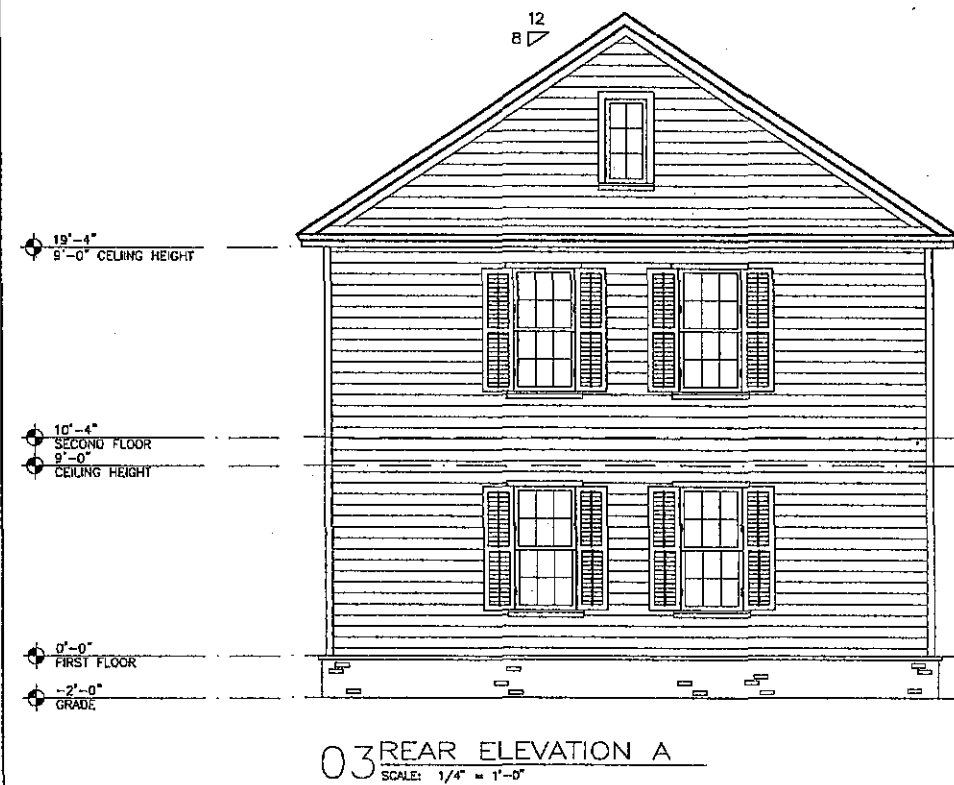 12
8
19'-4"
9'-0" CEILING HEIGHT
10'-4"
SECOND FLOOR
9'-0"
CEILING HEIGHT
0'-0"
FIRST FLOOR
-2'-0"
GRADE
03 REAR ELEVATION A
SCALE: 1/4" = 1'-0"